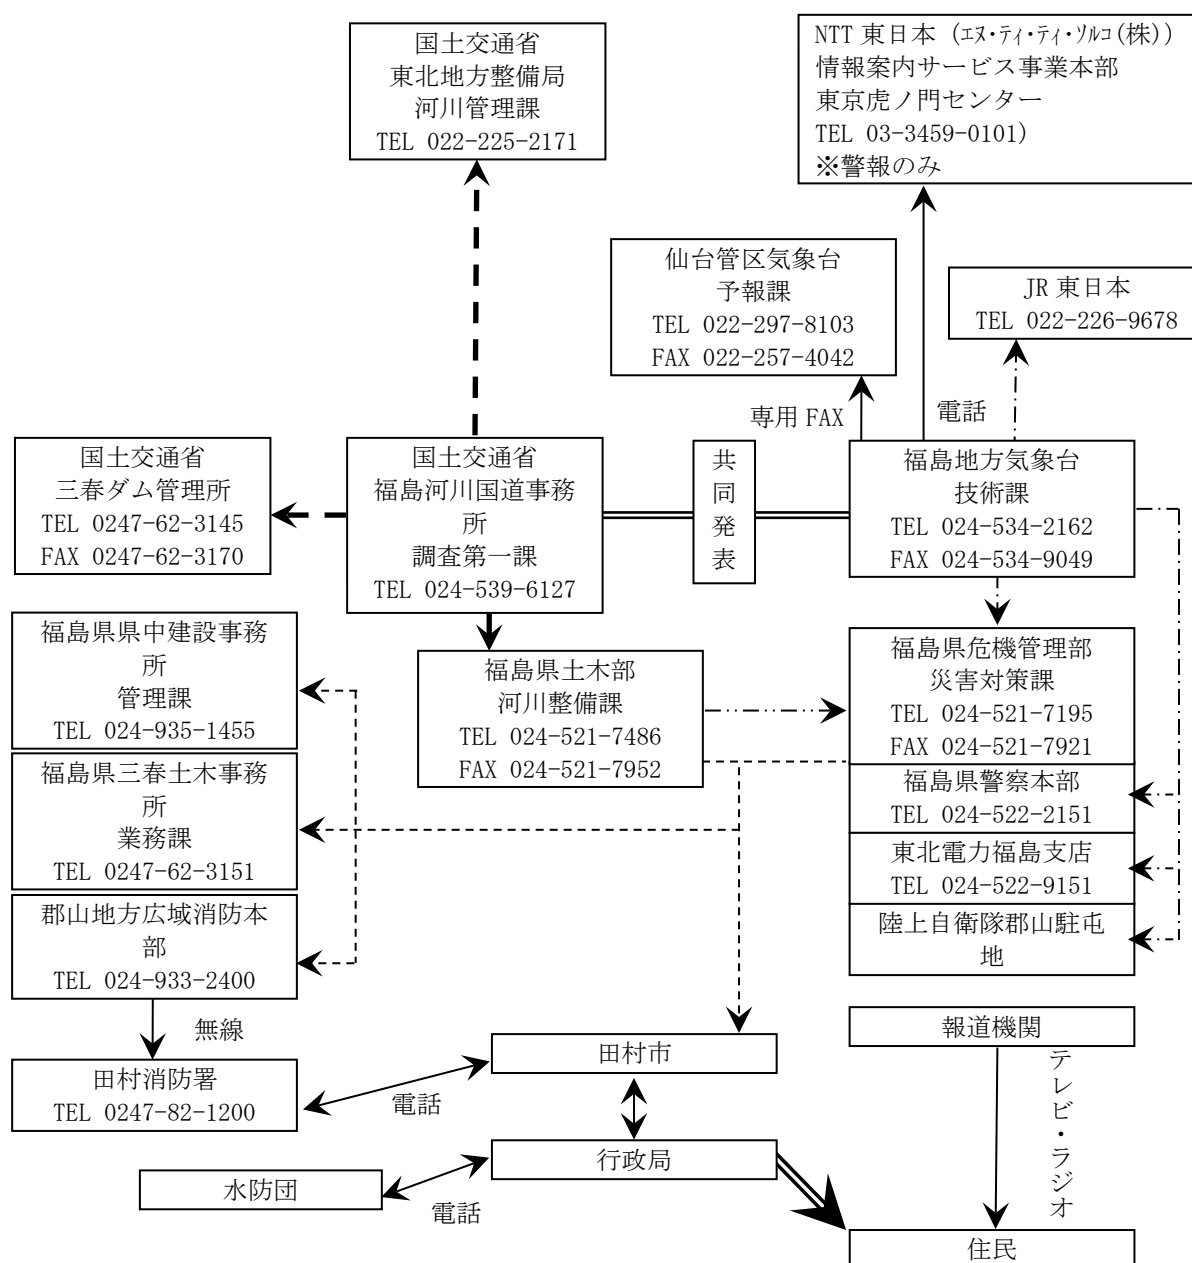 国土交通省
東北地方整備局
河川管理課
TEL 022-225-2171
NTT 東日本（ｴﾇ･ﾃｨ･ﾃｨ･ｿﾙｺ(株)）
情報案内サービス事業本部
東京虎ノ門センター
TEL 03-3459-0101）
※警報のみ
仙台管区気象台
予報課
TEL 022-297-8103
FAX 022-257-4042
JR 東日本
TEL 022-226-9678
専用 FAX
電話
国土交通省
三春ダム管理所
TEL 0247-62-3145
FAX 0247-62-3170
国土交通省
福島河川国道事務
所
調査第一課
TEL 024-539-6127
共
同
発
表
福島地方気象台
技術課
TEL 024-534-2162
FAX 024-534-9049
福島県県中建設事務
所
管理課
TEL 024-935-1455
福島県土木部
河川整備課
TEL 024-521-7486
FAX 024-521-7952
福島県危機管理部
災害対策課
TEL 024-521-7195
FAX 024-521-7921
福島県三春土木事務
所
業務課
TEL 0247-62-3151
福島県警察本部
TEL 024-522-2151
東北電力福島支店
TEL 024-522-9151
郡山地方広域消防本
部
TEL 024-933-2400
陸上自衛隊郡山駐屯
地
無線
田村市
報道機関
田村消防署
TEL 0247-82-1200
電話
テレビ・ラジオ
行政局
水防団
電話
住民